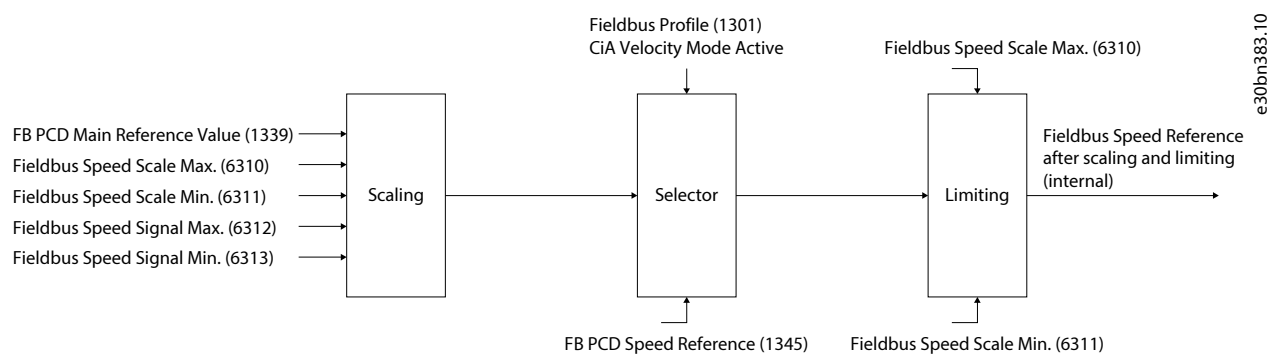 Fieldbus Profile (1301)
CiA Velocity Mode Active
Fieldbus Speed Scale Max. (6310)
e30bn383.10
FB PCD Main Reference Value (1339)
Fieldbus Speed Scale Max. (6310)
Fieldbus Speed Scale Min. (6311)
Fieldbus Speed Signal Max. (6312)
Fieldbus Speed Signal Min. (6313)
Scaling
Selector
Limiting
Fieldbus Speed Reference
after scaling and limiting
(internal)
FB PCD Speed Reference (1345)
Fieldbus Speed Scale Min. (6311)